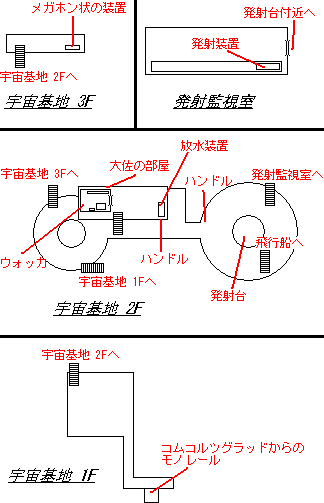 メガホン状の装置
宇宙基地 2Fへ
宇宙基地 3F
発射台付近へ
発射装置
発射監視室
宇宙基地 3Fへ
大佐の部屋
放水装置
ハンドル
発射監視室へ
飛行船へ
ウォッカ
ハンドル
宇宙基地 1Fへ
発射台
宇宙基地 2F
宇宙基地 2Fへ
コムコルツグラッドからの
モノレール
宇宙基地 1F